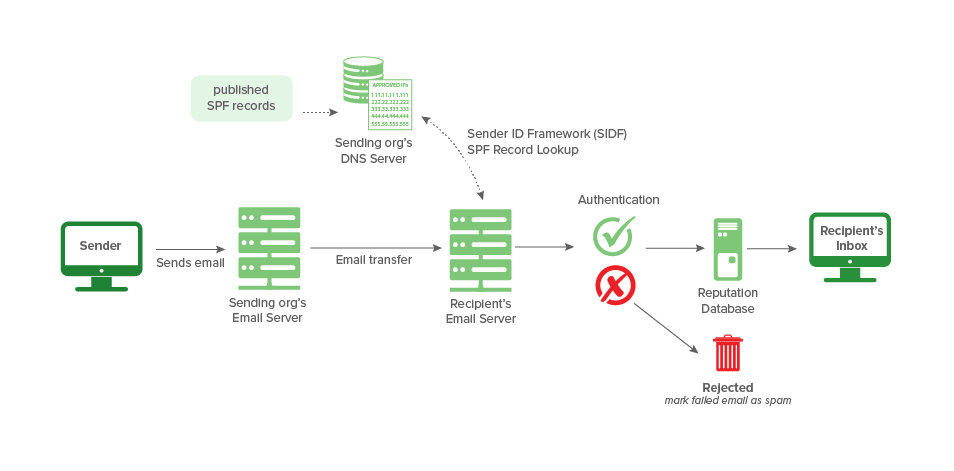 published
SPF records
APPROVED IPs
111.11.111.111
222.22.222.222
333.33.333.333
444.44.444.444
555.55.555.555
Sending org's
DNS Server
Sender ID Framework (SIDF)
SPF Record Lookup
Authentication
Sender
Sends email
Sending org's
Email Server
Email transfer
Recipient's
Email Server
Reputation
Database
Recipient's
Inbox
Rejected
mark failed email as spam